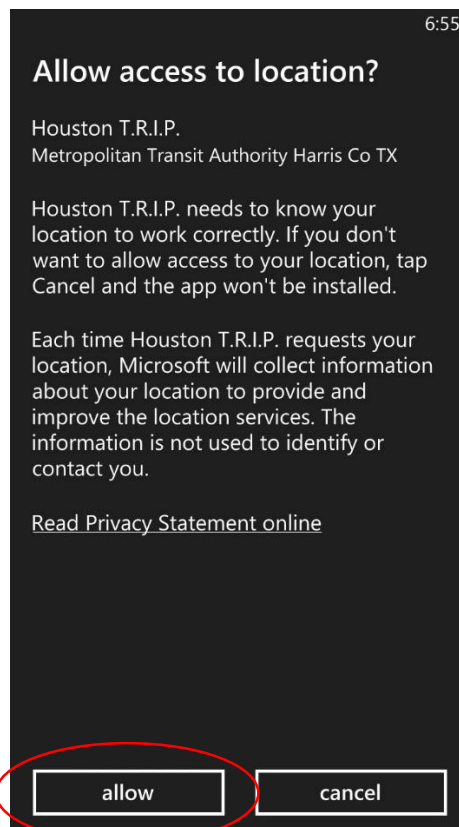 6:55
Allow access to location?
Houston T.R.I.P.
Metropolitan Transit Authority Harris Co TX
Houston T.R.I.P. needs to know your
location to work correctly. If you don't
want to allow access to your location, tap
Cancel and the app won't be installed.
Each time Houston T.R.I.P. requests your
location, Microsoft will collect information
about your location to provide and
improve the location services. The
information is not used to identify or
contact you.
Read Privacy Statement online
allow
cancel